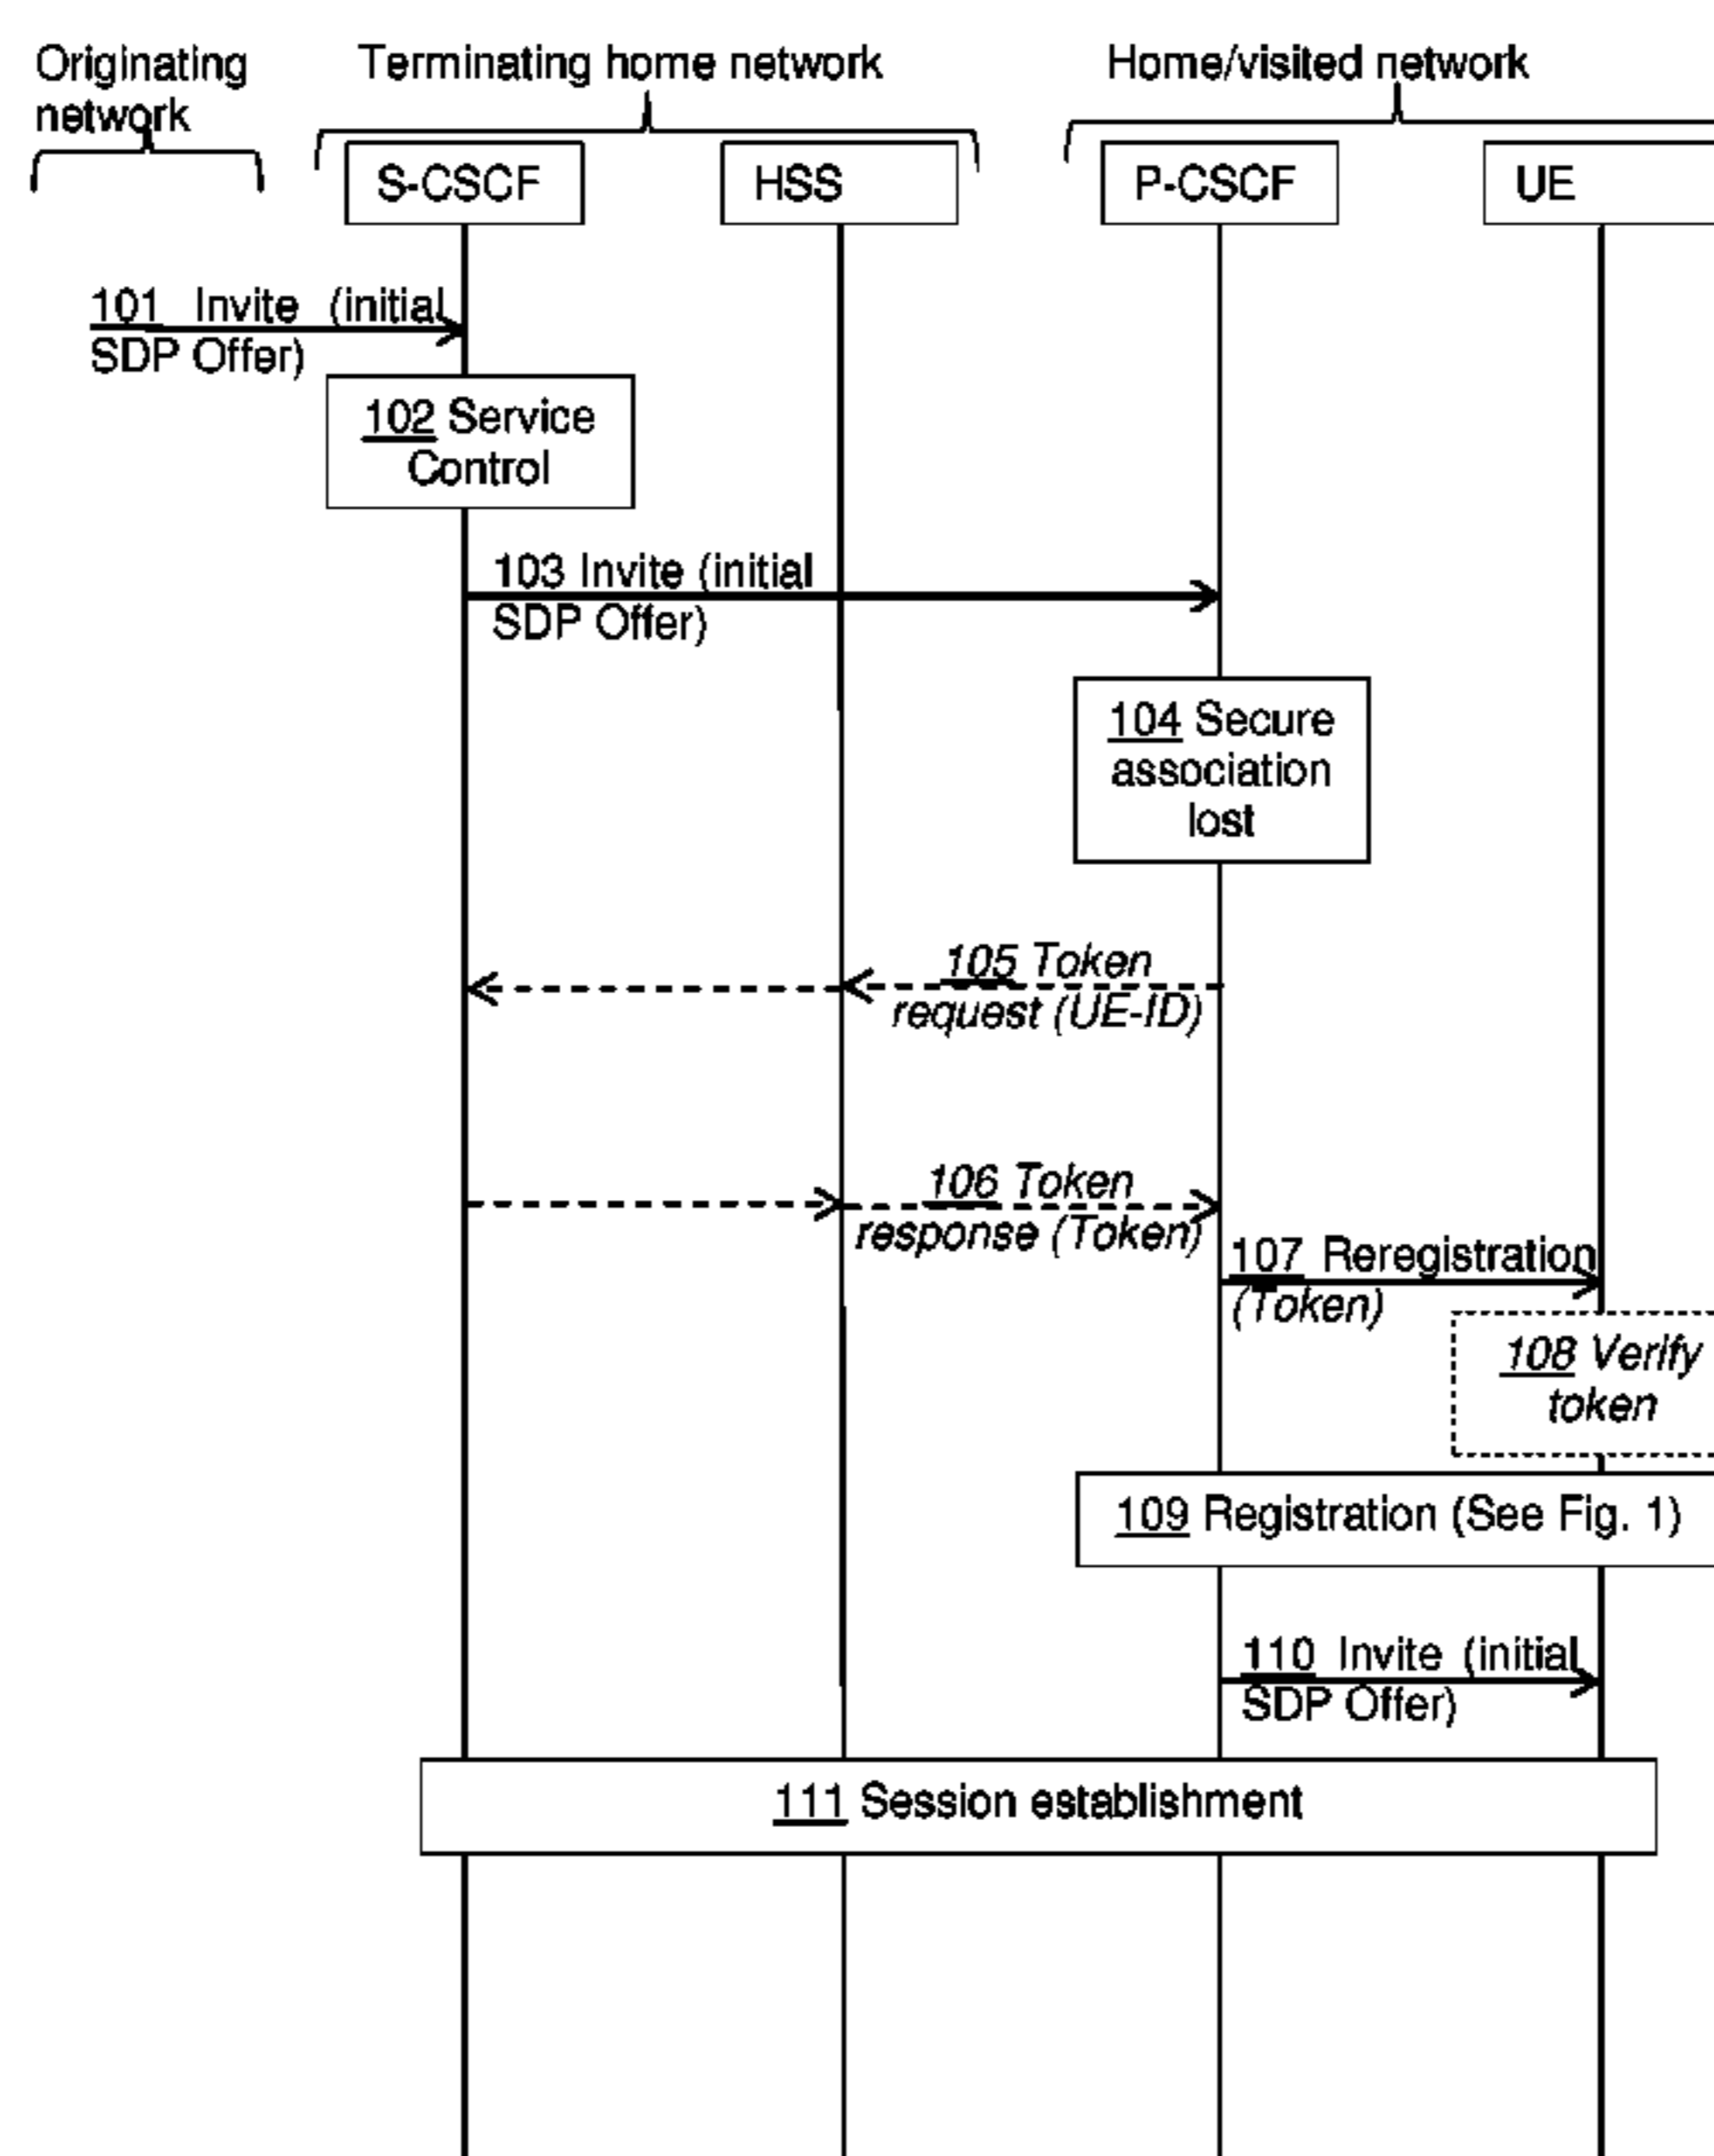 Originating
network
Terminating home network
Home/visited network
S-CSCF
HSS
P-CSCF
UE
101 Invite (initial
SDP Offer)
102 Service
Control
103 Invite (initial
SDP Offer)
104 Secure
association
lost
105 Token
request (UE-ID)
106 Token
response (Token)
107 Reregistration
(Token)
108 Verify
token
109 Registration (See Fig. 1)
110 Invite (initial
SDP Offer)
111 Session establishment